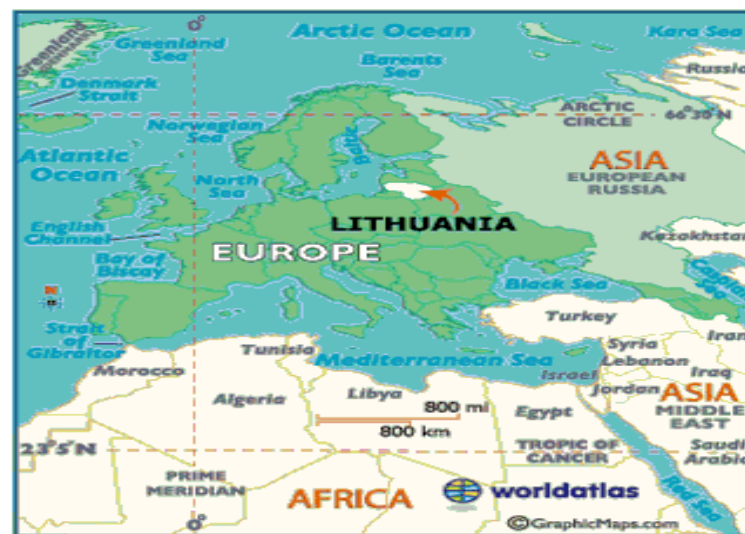 0°
Arctic Ocean
Kara Sea
Greenland
Greenland
Sea
Barents
Sea
Russia
Denmark
Strait
ARCTIC
CIRCLE
66°30 N
Norwegian
Sea
Baltic
Atlantic
Ocean
North
Sea
ASIA
EUROPEAN
RUSSIA
LITHUANIA
English
Channel
EUROPE
Kazakhstan
Bay of
Biscay
Caspian
Sea
Black Sea
Strait
of
Gibraltor
Turkey
Tunisia
Mediterranean Sea
Syria
Lebanon
Iran
Morocco
Israel
Iraq
Jordan
ASIA
MIDDLE
EAST
Algeria
Libya
800 mi
800 km
Egypt
23°5'N
TROPIC OF
CANCER
Saudi
Arabia
PRIME
MERIDIAN
AFRICA
worldatlas
Red Sea
0°
©GraphicMaps.com